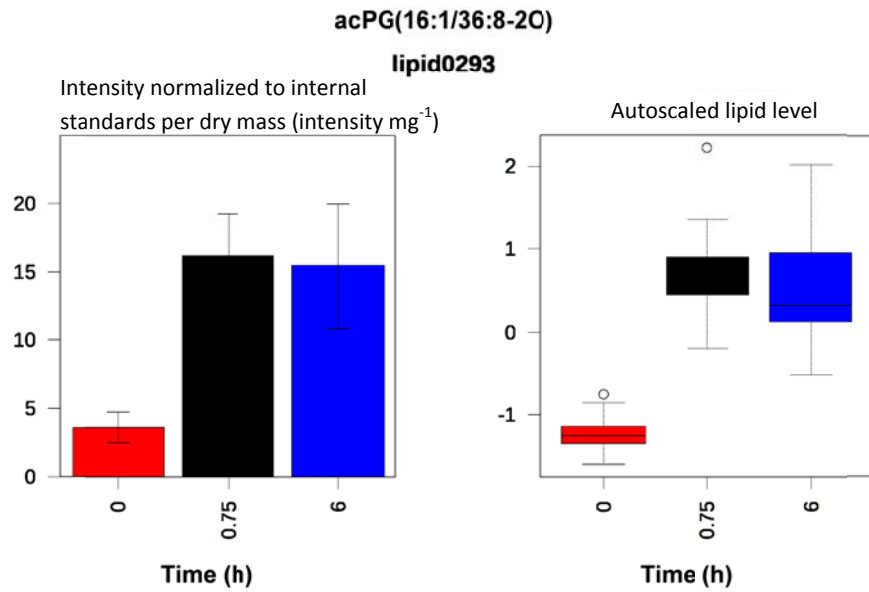 acPG(16:1/36:8-2O)
lipid0293
Intensity normalized to internal
standards per dry mass (intensity mg⁻¹)
20
15
10
5
0
0
0.75
6
Time (h)
Autoscaled lipid level
2
1
0
-1
0
0.75
6
Time (h)